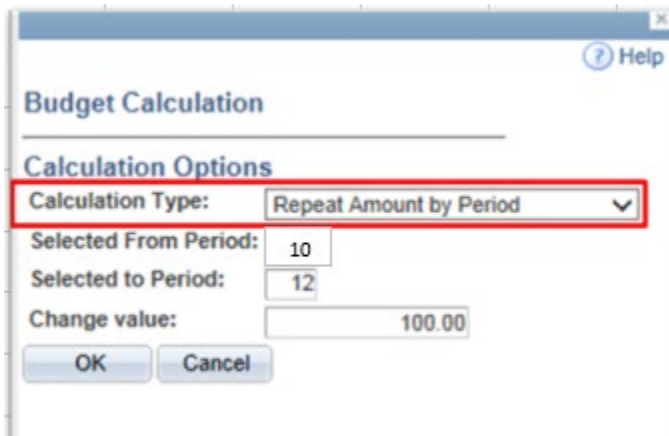 Help
Budget Calculation
Calculation Options
Calculation Type: Repeat Amount by Period
Selected From Period: 10
Selected to Period: 12
Change value: 100.00
OK Cancel